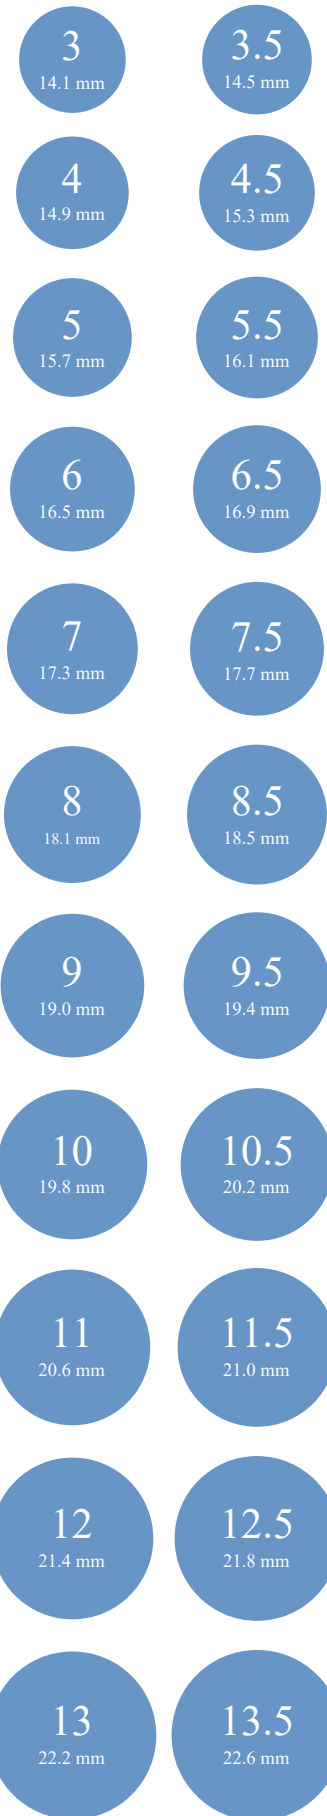 3
14.1 mm
3.5
14.5 mm
4
14.9 mm
4.5
15.3 mm
5
15.7 mm
5.5
16.1 mm
6
16.5 mm
6.5
16.9 mm
7
17.3 mm
7.5
17.7 mm
8
18.1 mm
8.5
18.5 mm
9
19.0 mm
9.5
19.4 mm
10
19.8 mm
10.5
20.2 mm
11
20.6 mm
11.5
21.0 mm
12
21.4 mm
12.5
21.8 mm
13
22.2 mm
13.5
22.6 mm